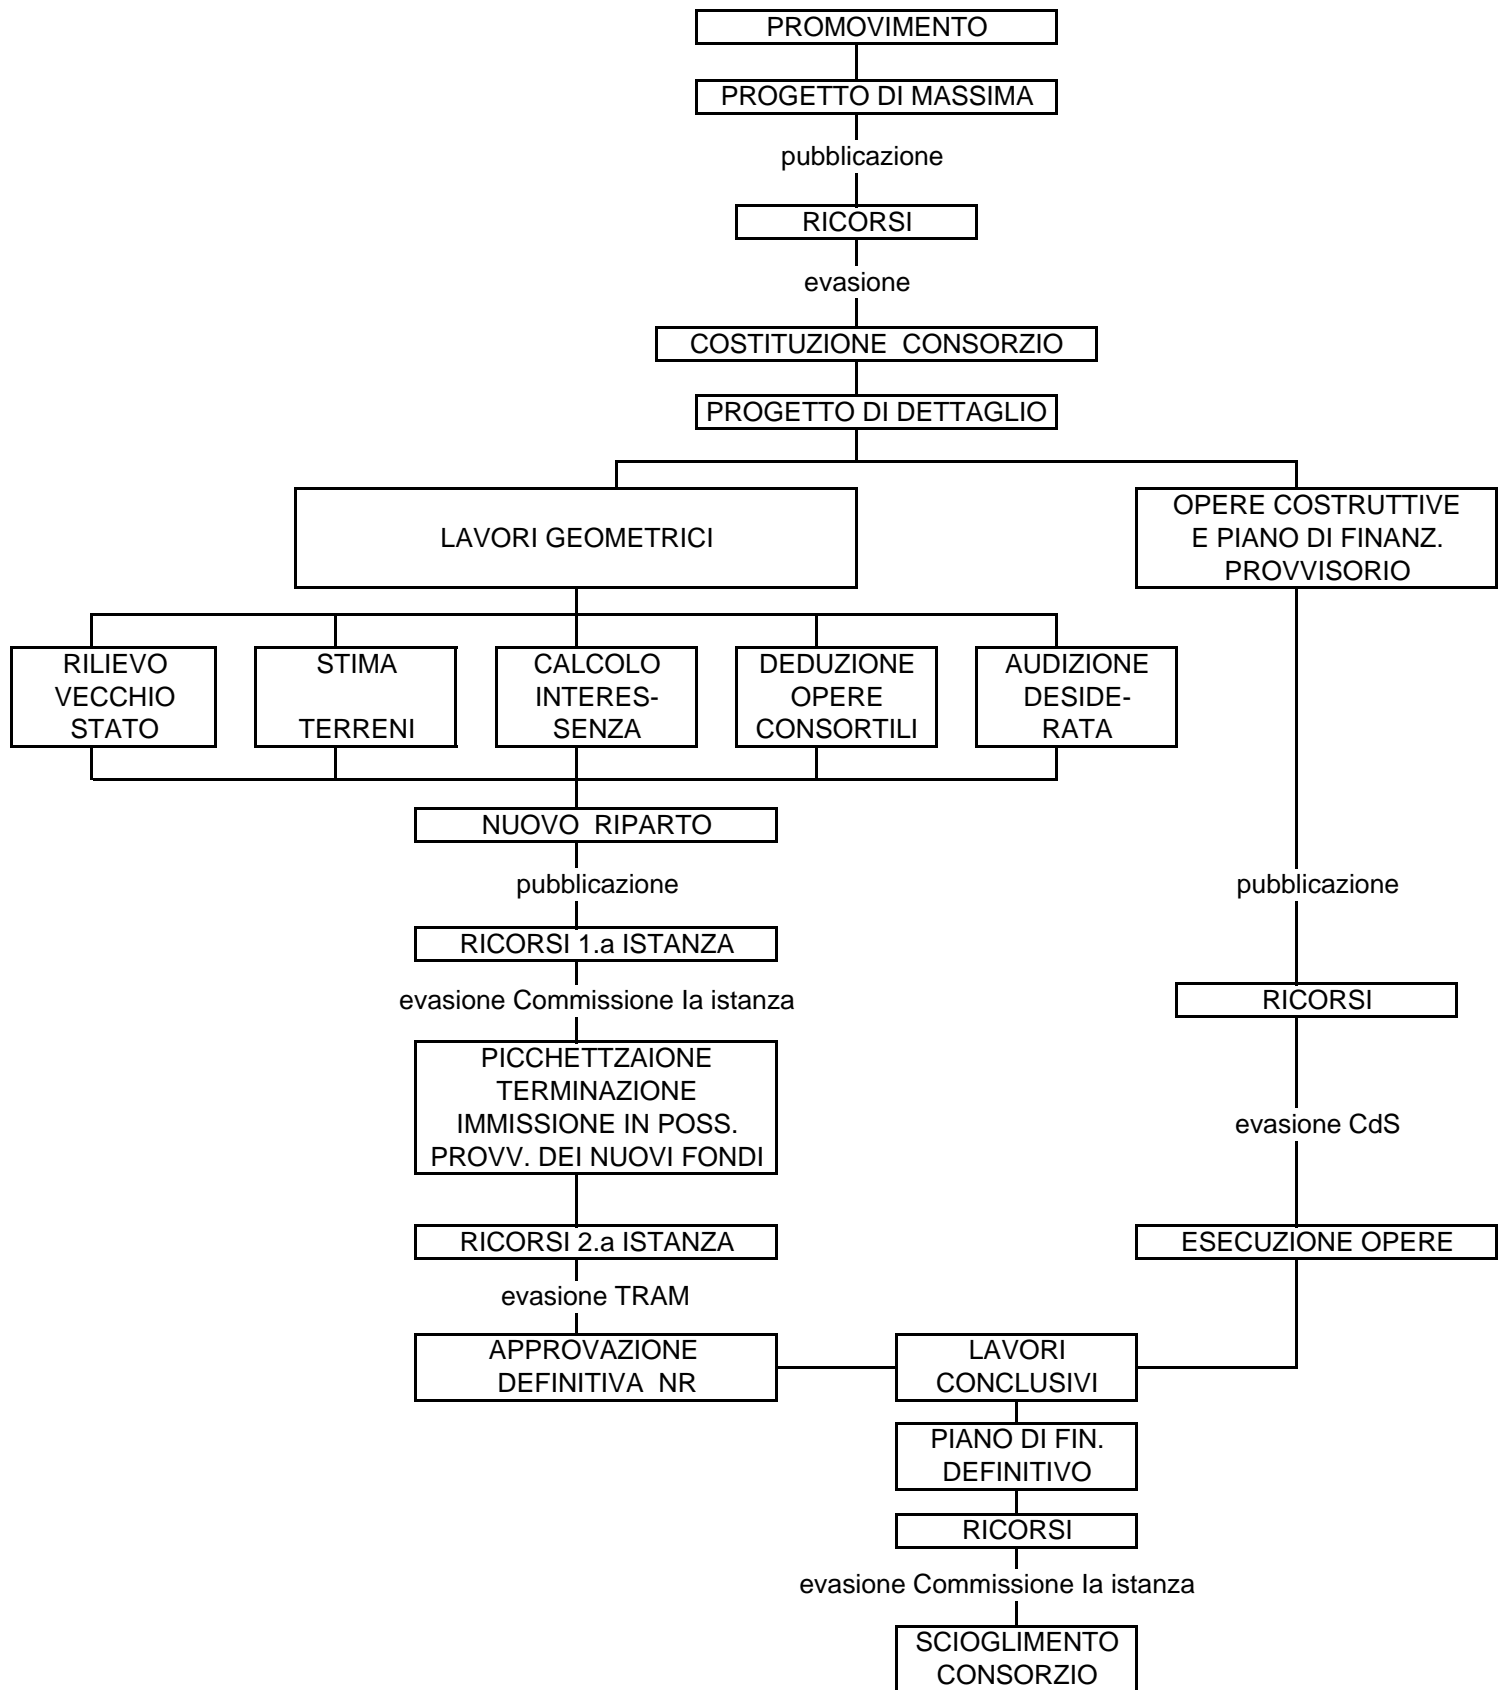 PROMOVIMENTO
PROGETTO DI MASSIMA
pubblicazione
RICORSI
evasione
COSTITUZIONE CONSORZIO
PROGETTO DI DETTAGLIO
LAVORI GEOMETRICI
OPERE COSTRUTTIVE
E PIANO DI FINANZ.
PROVVISORIO
RILIEVO
VECCHIO
STATO
STIMA
TERRENI
CALCOLO
INTERES-
SENZA
DEDUZIONE
OPERE
CONSORTILI
AUDIZIONE
DESIDE-
RATA
NUOVO RIPARTO
pubblicazione
RICORSI 1.a ISTANZA
evasione Commissione Ia istanza
PICCHETTZAIONE
TERMINAZIONE
IMMISSIONE IN POSS.
PROVV. DEI NUOVI FONDI
RICORSI 2.a ISTANZA
evasione TRAM
APPROVAZIONE
DEFINITIVA NR
pubblicazione
RICORSI
evasione CdS
ESECUZIONE OPERE
LAVORI
CONCLUSIVI
PIANO DI FIN.
DEFINITIVO
RICORSI
evasione Commissione Ia istanza
SCIOGLIMENTO
CONSORZIO